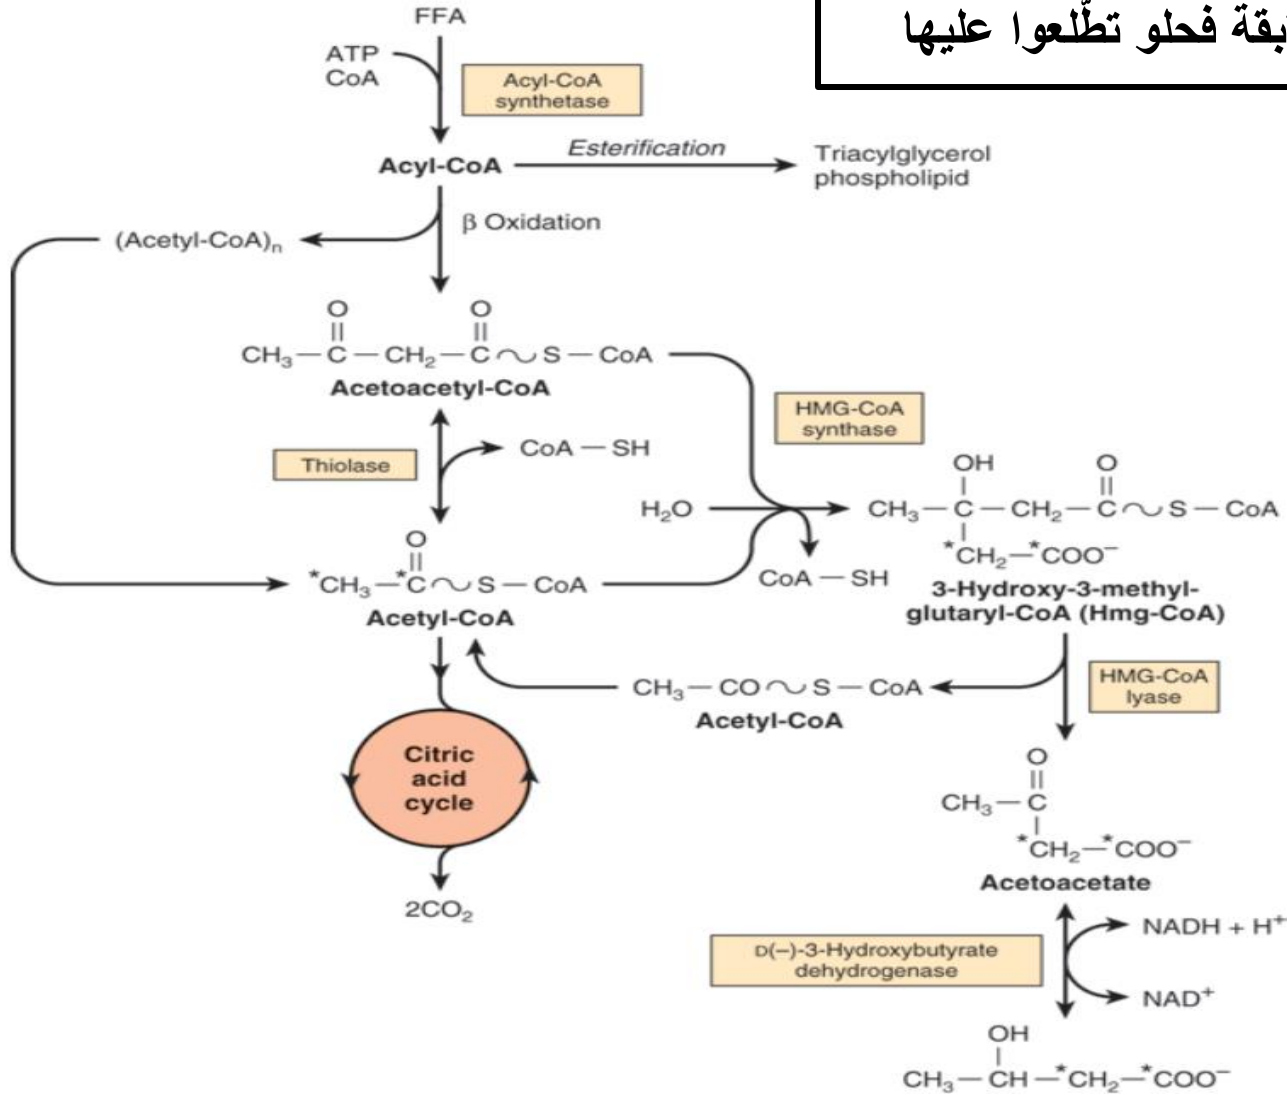 فحلو تطّلعوا عليها
FFA
ATP
CoA
Acyl-CoA
synthetase
Acyl-CoA
Esterification
Triacylglycerol
phospholipid
β Oxidation
(Acetyl-CoA)n
O O
|| ||
CH3—C—CH2—C~S—CoA
Acetoacetyl-CoA
HMG-CoA
synthase
Thiolase
CoA—SH
OH O
| ||
H2O
CH3—C—CH2—C~S—CoA
|
*CH2—*COO−
O
||
*CH3—*C~S—CoA
CoA—SH
Acetyl-CoA
3-Hydroxy-3-methyl-
glutaryl-CoA (Hmg-CoA)
HMG-CoA
lyase
CH3—CO~S—CoA
Acetyl-CoA
Citric
acid
cycle
O
||
CH3—C
|
*CH2—*COO−
Acetoacetate
2CO2
NADH + H+
D(−)-3-Hydroxybutyrate
dehydrogenase
NAD+
OH
|
CH3—CH—*CH2—*COO−